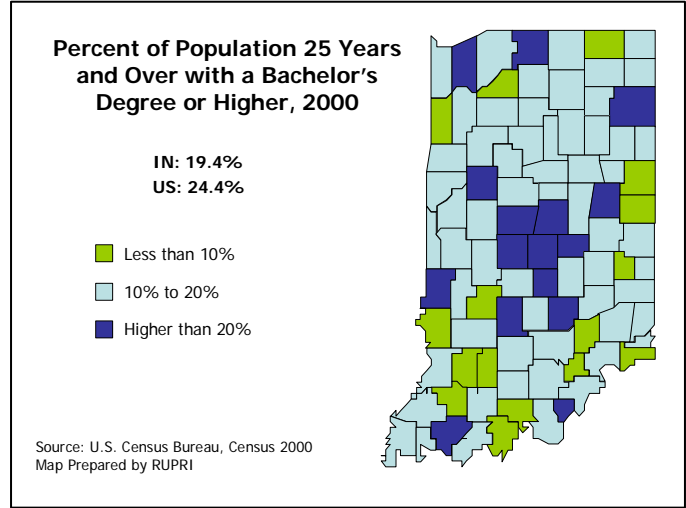 Percent of Population 25 Years
and Over with a Bachelor's
Degree or Higher, 2000
IN: 19.4%
US: 24.4%
Less than 10%
10% to 20%
Higher than 20%
Source: U.S. Census Bureau, Census 2000
Map Prepared by RUPRI